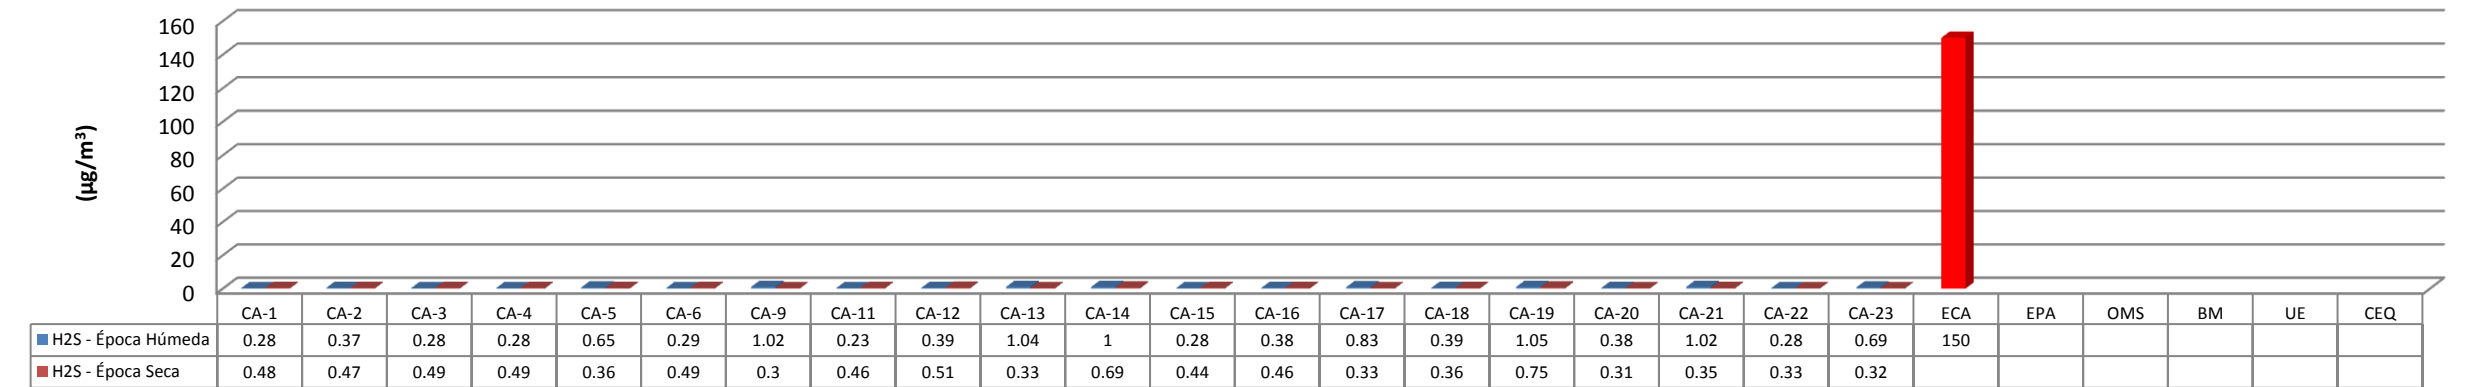 160
140
120
100
80
60
40
20
0
(µg/m³)
CA-1 CA-2 CA-3 CA-4 CA-5 CA-6 CA-9 CA-11 CA-12 CA-13 CA-14 CA-15 CA-16 CA-17 CA-18 CA-19 CA-20 CA-21 CA-22 CA-23 ECA EPA OMS BM UE CEQ
H2S - Época Húmeda 0.28 0.37 0.28 0.28 0.65 0.29 1.02 0.23 0.39 1.04 1 0.28 0.38 0.83 0.39 1.05 0.38 1.02 0.28 0.69 150
H2S - Época Seca 0.48 0.47 0.49 0.49 0.36 0.49 0.3 0.46 0.51 0.33 0.69 0.44 0.46 0.33 0.36 0.75 0.31 0.35 0.33 0.32